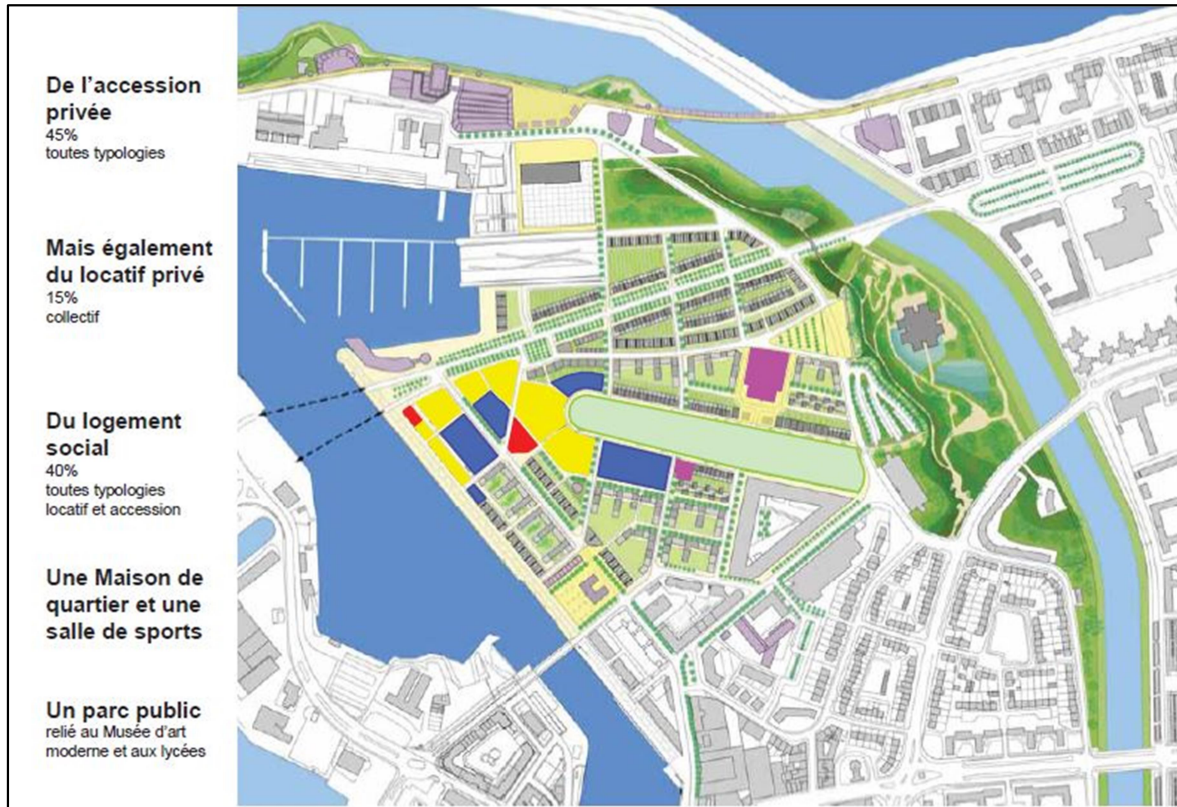 De l’accession
privée
45%
toutes typologies
Mais également
du locatif privé
15%
collectif
Du logement
social
40%
toutes typologies
locatif et accession
Une Maison de
quartier et une
salle de sports
Un parc public
relié au Musée d’art
moderne et aux lycées